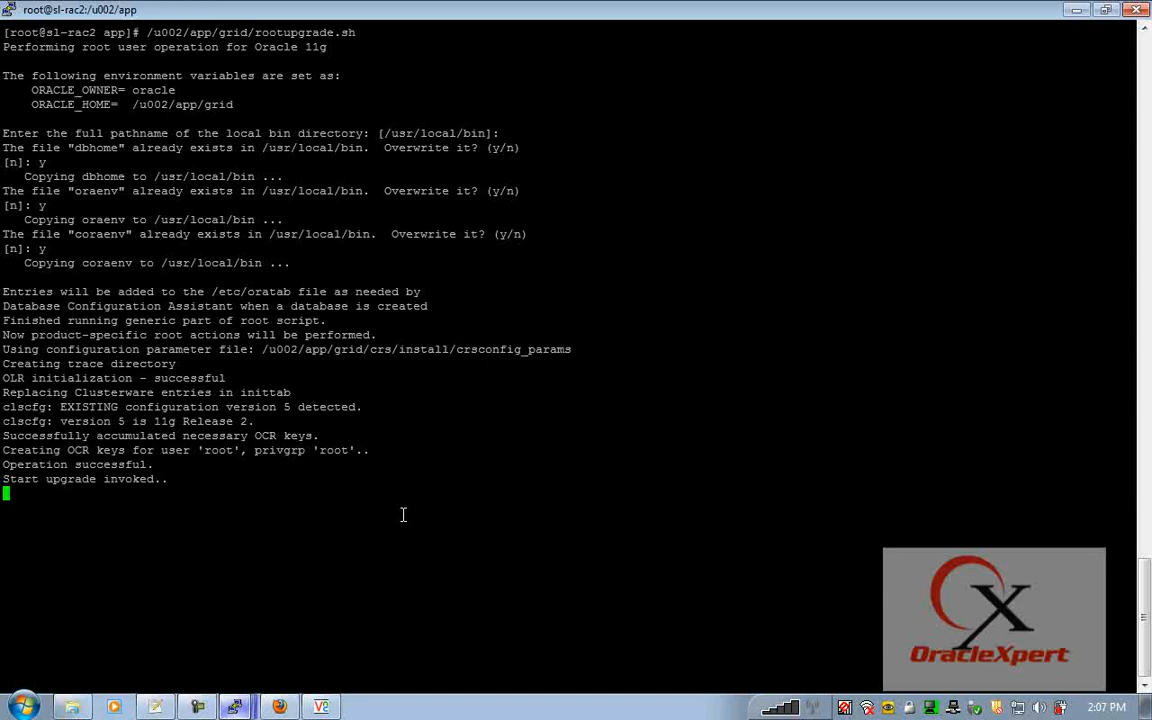 root@sl-rac2:/u002/app
[root@sl-rac2 app]# /u002/app/grid/rootupgrade.sh
Performing root user operation for Oracle 11g
The following environment variables are set as:
ORACLE_OWNER= oracle
ORACLE_HOME=  /u002/app/grid
Enter the full pathname of the local bin directory: [/usr/local/bin]:
The file "dbhome" already exists in /usr/local/bin.  Overwrite it? (y/n)
[n]: y
Copying dbhome to /usr/local/bin ...
The file "oraenv" already exists in /usr/local/bin.  Overwrite it? (y/n)
[n]: y
Copying oraenv to /usr/local/bin ...
The file "coraenv" already exists in /usr/local/bin.  Overwrite it? (y/n)
[n]: y
Copying coraenv to /usr/local/bin ...
Entries will be added to the /etc/oratab file as needed by
Database Configuration Assistant when a database is created
Finished running generic part of root script.
Now product-specific root actions will be performed.
Using configuration parameter file: /u002/app/grid/crs/install/crsconfig_params
Creating trace directory
OLR initialization - successful
Replacing Clusterware entries in inittab
clscfg: EXISTING configuration version 5 detected.
clscfg: version 5 is 11g Release 2.
Successfully accumulated necessary OCR keys.
Creating OCR keys for user 'root', privgrp 'root'..
Operation successful.
Start upgrade invoked..
X
OracleXpert
V2
2:07 PM